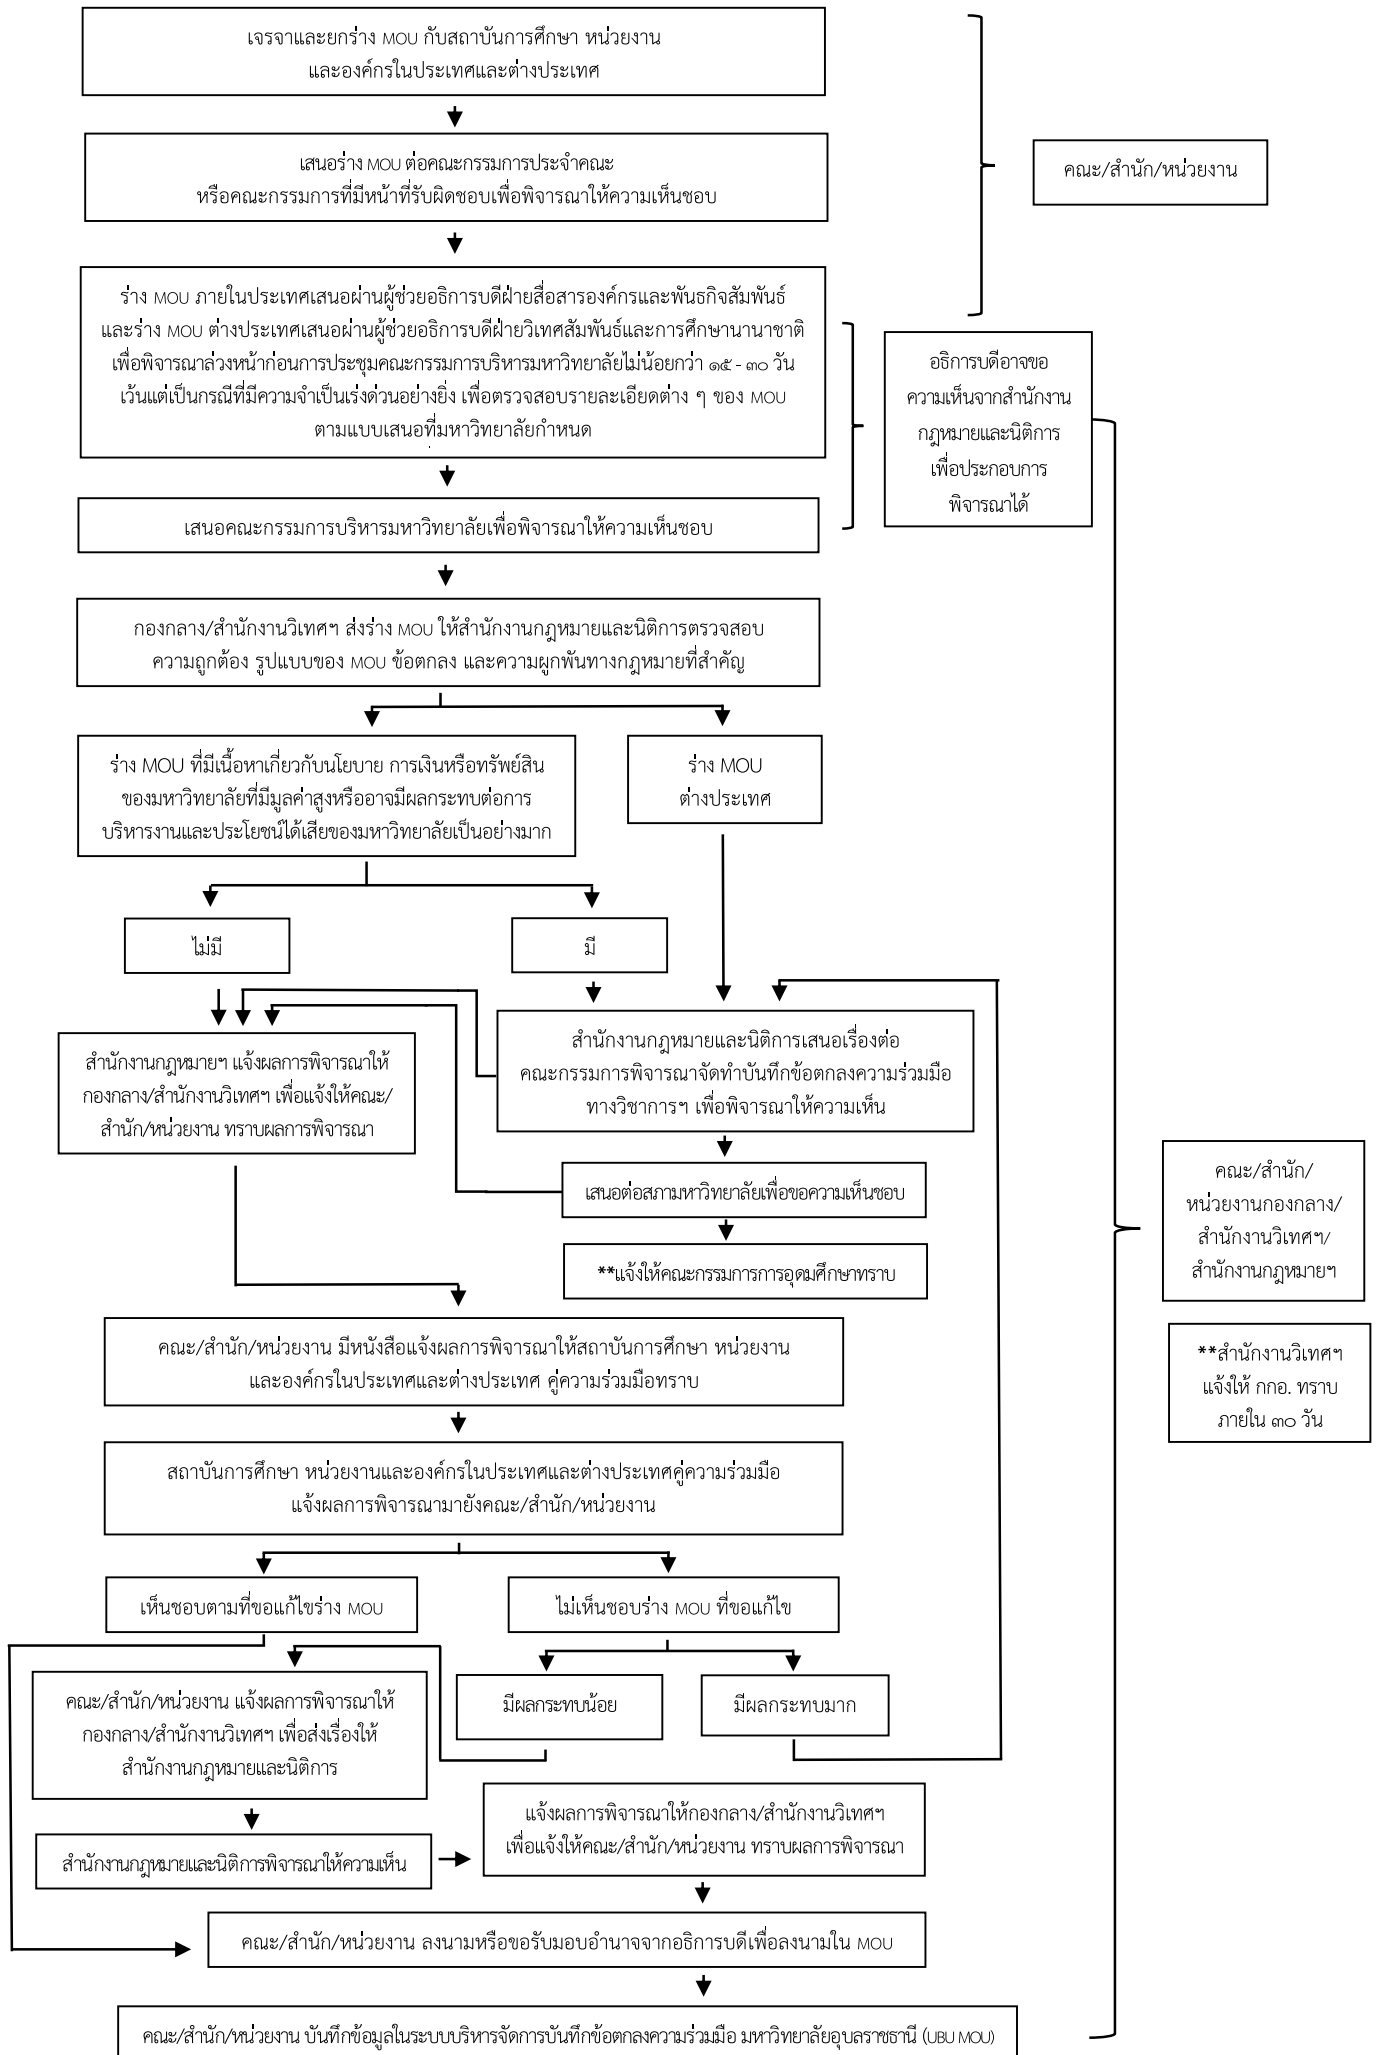 เจรจาและยกร่าง MOU กับสถาบันการศึกษา หน่วยงาน
และองค์กรในประเทศและต่างประเทศ
เสนอร่าง MOU ต่อคณะกรรมการประจำคณะ
หรือคณะกรรมการที่มีหน้าที่รับผิดชอบเพื่อพิจารณาให้ความเห็นชอบ
คณะ/สำนัก/หน่วยงาน
ร่าง MOU ภายในประเทศเสนอผ่านผู้ช่วยอธิการบดีฝ่ายสื่อสารองค์กรและพันธกิจสัมพันธ์
และร่าง MOU ต่างประเทศเสนอผ่านผู้ช่วยอธิการบดีฝ่ายวิเทศสัมพันธ์และการศึกษานานาชาติ
เพื่อพิจารณาล่วงหน้าก่อนการประชุมคณะกรรมการบริหารมหาวิทยาลัยไม่น้อยกว่า ๑๕ - ๓๐ วัน
เว้นแต่เป็นกรณีที่มีความจำเป็นเร่งด่วนอย่างยิ่ง เพื่อตรวจสอบรายละเอียดต่าง ๆ ของ MOU
ตามแบบเสนอที่มหาวิทยาลัยกำหนด
อธิการบดีอาจขอ
ความเห็นจากสำนักงาน
กฎหมายและนิติการ
เพื่อประกอบการ
พิจารณาได้
เสนอคณะกรรมการบริหารมหาวิทยาลัยเพื่อพิจารณาให้ความเห็นชอบ
กองกลาง/สำนักงานวิเทศฯ ส่งร่าง MOU ให้สำนักงานกฎหมายและนิติการตรวจสอบ
ความถูกต้อง รูปแบบของ MOU ข้อตกลง และความผูกพันทางกฎหมายที่สำคัญ
ร่าง MOU ที่มีเนื้อหาเกี่ยวกับนโยบาย การเงินหรือทรัพย์สิน
ของมหาวิทยาลัยที่มีมูลค่าสูงหรืออาจมีผลกระทบต่อการ
บริหารงานและประโยชน์ได้เสียของมหาวิทยาลัยเป็นอย่างมาก
ร่าง MOU
ต่างประเทศ
ไม่มี
มี
สำนักงานกฎหมายฯ แจ้งผลการพิจารณาให้
กองกลาง/สำนักงานวิเทศฯ เพื่อแจ้งให้คณะ/
สำนัก/หน่วยงาน ทราบผลการพิจารณา
สำนักงานกฎหมายและนิติการเสนอเรื่องต่อ
คณะกรรมการพิจารณาจัดทำบันทึกข้อตกลงความร่วมมือ
ทางวิชาการฯ เพื่อพิจารณาให้ความเห็น
เสนอต่อสภามหาวิทยาลัยเพื่อขอความเห็นชอบ
**แจ้งให้คณะกรรมการการอุดมศึกษาทราบ
คณะ/สำนัก/
หน่วยงานกองกลาง/
สำนักงานวิเทศฯ/
สำนักงานกฎหมายฯ
**สำนักงานวิเทศฯ
แจ้งให้ กกอ. ทราบ
ภายใน ๓๐ วัน
คณะ/สำนัก/หน่วยงาน มีหนังสือแจ้งผลการพิจารณาให้สถาบันการศึกษา หน่วยงาน
และองค์กรในประเทศและต่างประเทศ คู่ความร่วมมือทราบ
สถาบันการศึกษา หน่วยงานและองค์กรในประเทศและต่างประเทศคู่ความร่วมมือ
แจ้งผลการพิจารณามายังคณะ/สำนัก/หน่วยงาน
เห็นชอบตามที่ขอแก้ไขร่าง MOU
ไม่เห็นชอบร่าง MOU ที่ขอแก้ไข
คณะ/สำนัก/หน่วยงาน แจ้งผลการพิจารณาให้
กองกลาง/สำนักงานวิเทศฯ เพื่อส่งเรื่องให้
สำนักงานกฎหมายและนิติการ
มีผลกระทบน้อย
มีผลกระทบมาก
สำนักงานกฎหมายและนิติการพิจารณาให้ความเห็น
แจ้งผลการพิจารณาให้กองกลาง/สำนักงานวิเทศฯ
เพื่อแจ้งให้คณะ/สำนัก/หน่วยงาน ทราบผลการพิจารณา
คณะ/สำนัก/หน่วยงาน ลงนามหรือขอรับมอบอำนาจจากอธิการบดีเพื่อลงนามใน MOU
คณะ/สำนัก/หน่วยงาน บันทึกข้อมูลในระบบบริหารจัดการบันทึกข้อตกลงความร่วมมือ มหาวิทยาลัยอุบลราชธานี (UBU MOU)